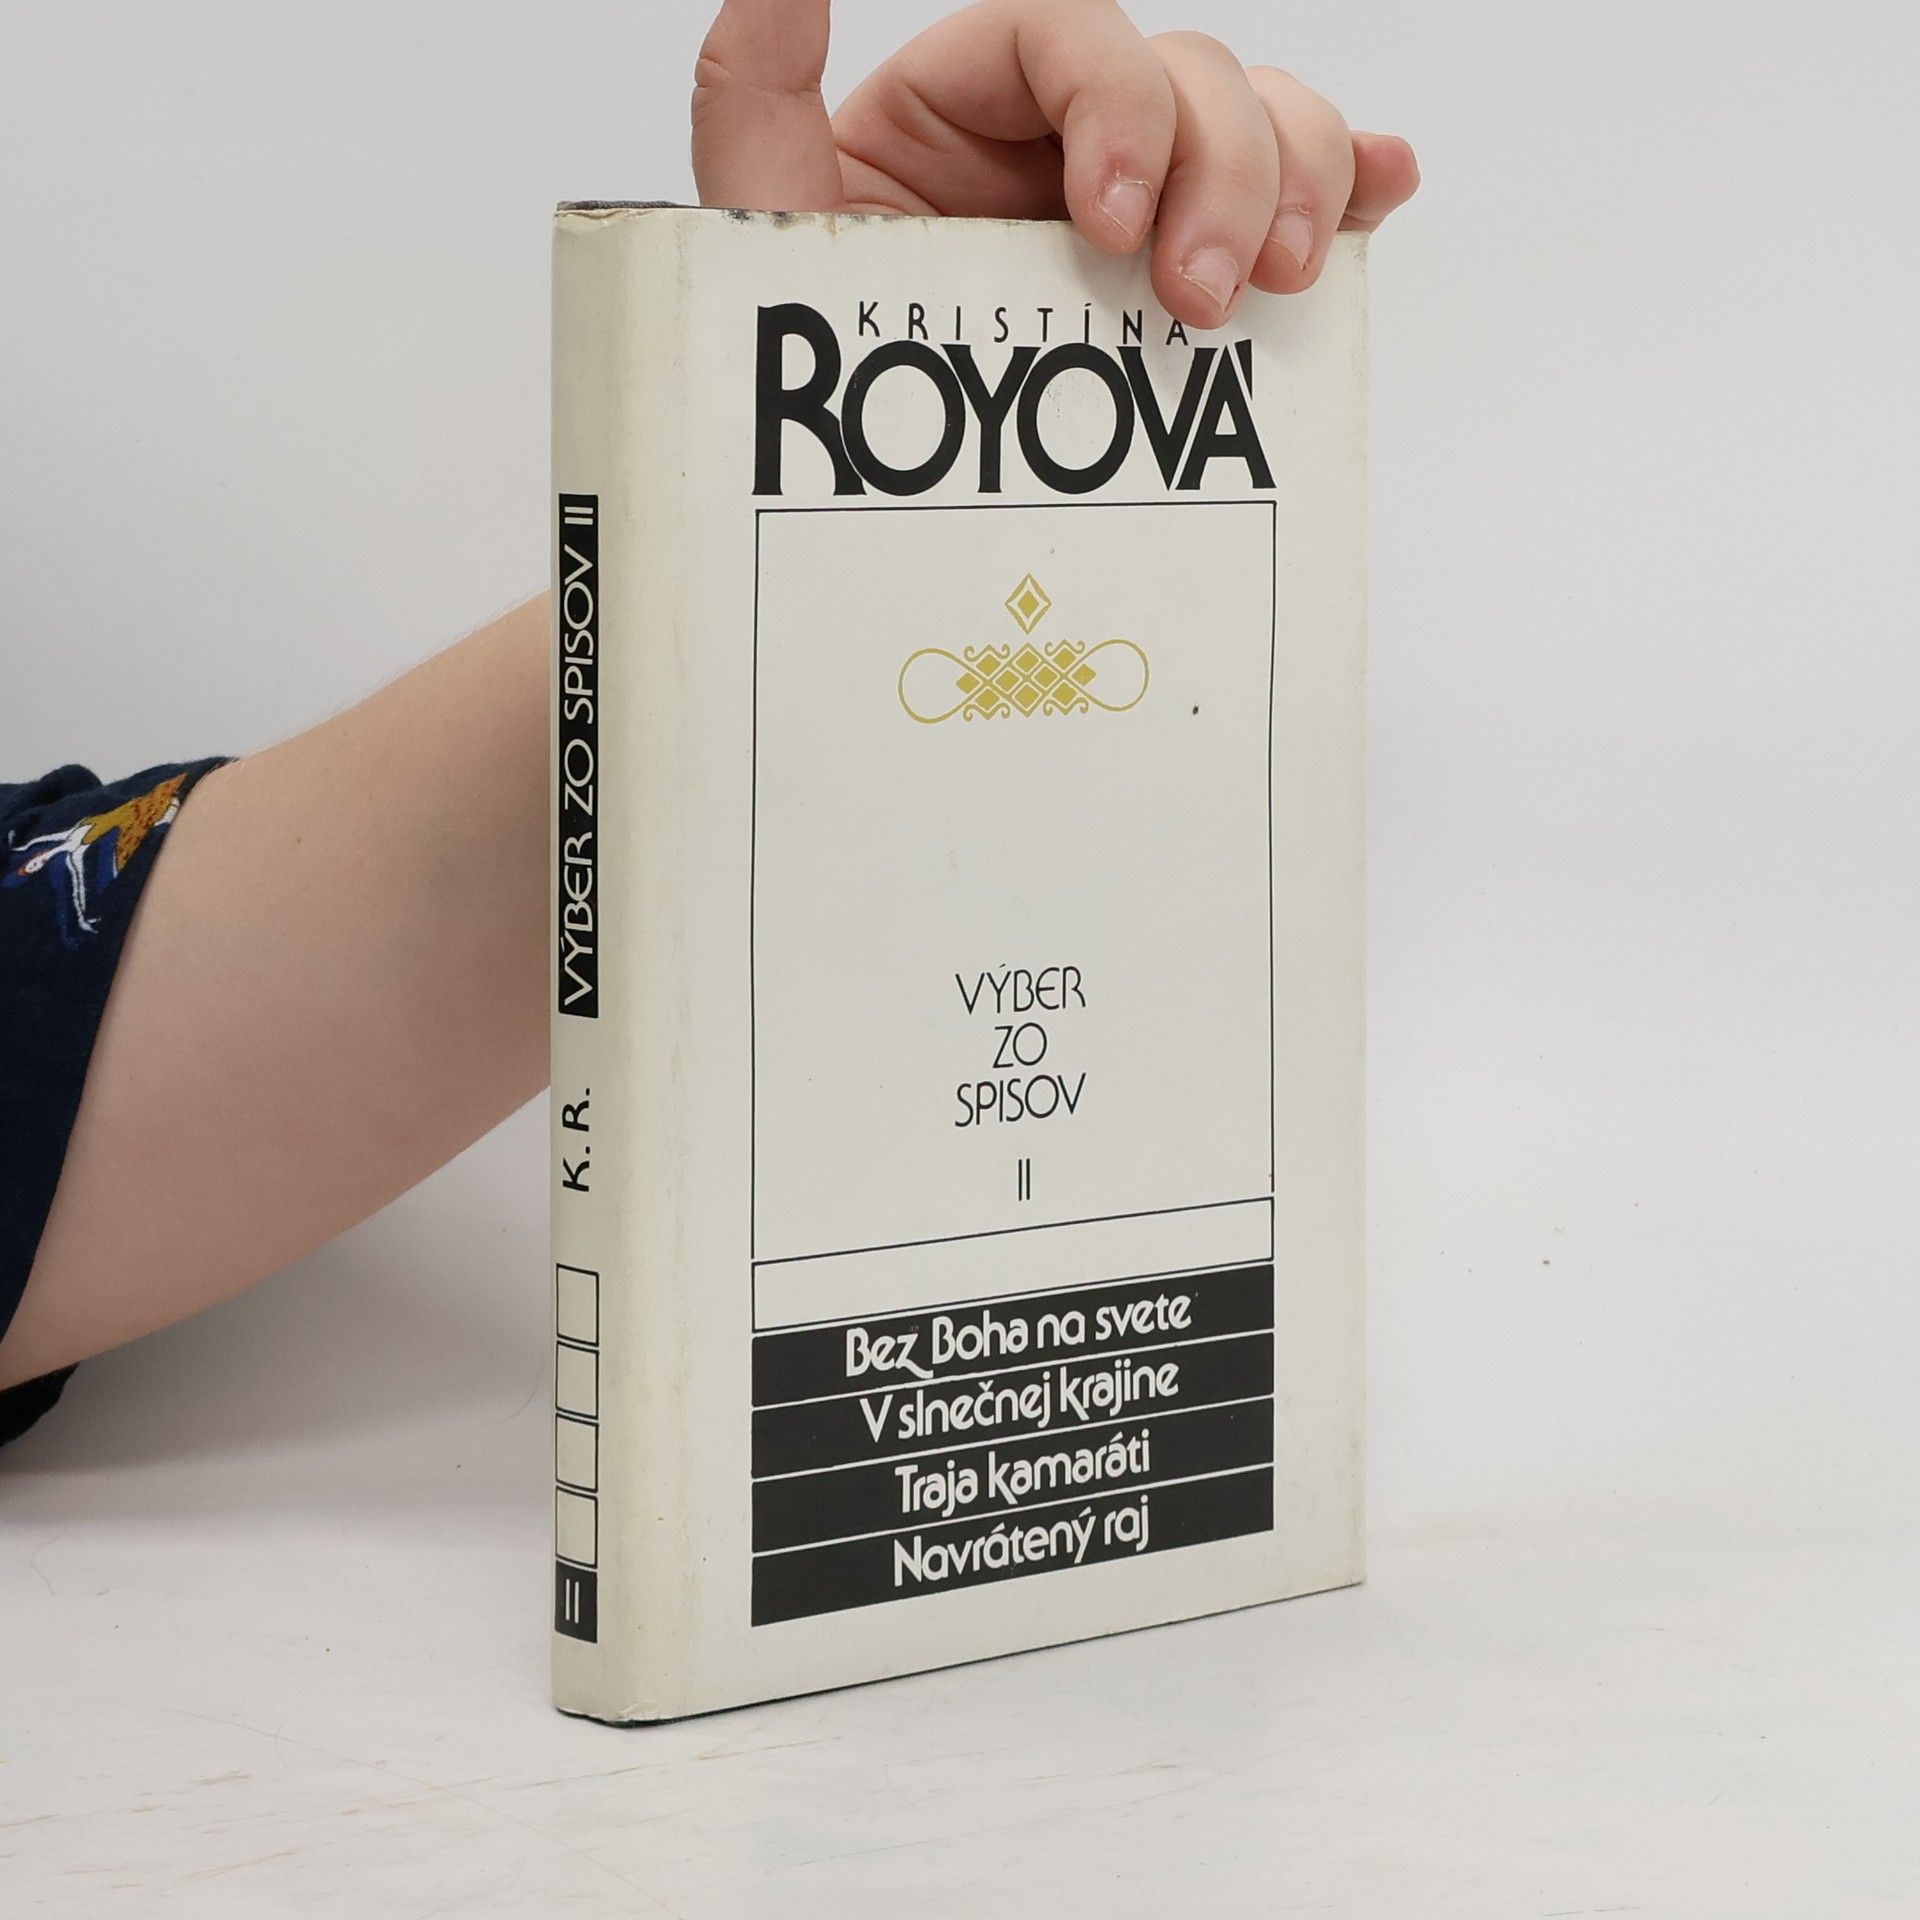 KRISTÍNA
ROYOVÁ
VÝBER
ZO
SPISOV
II
Bez Boha na svete
V slnečnej krajine
Traja kamaráti
Navrátený raj
VÝBER ZO SPISOV II
K. R.
II